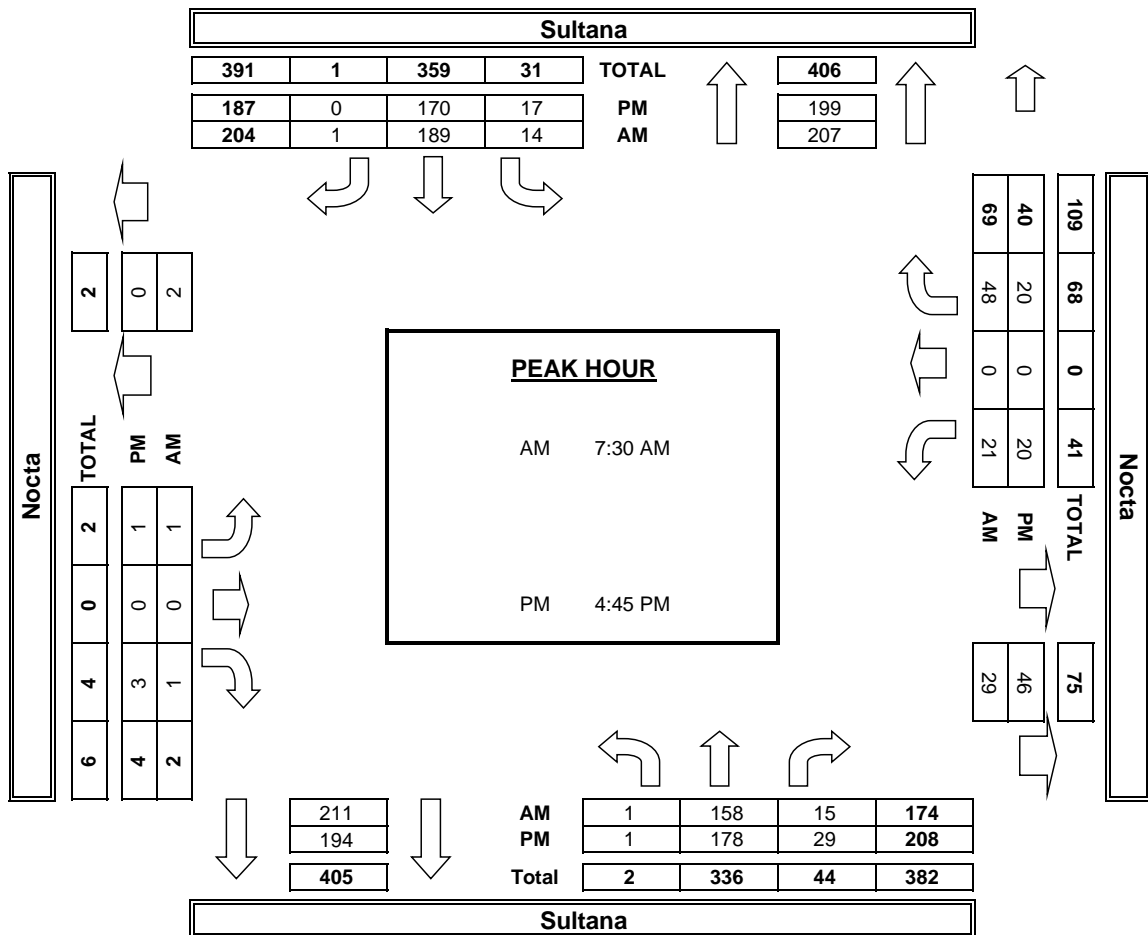 Sultana
391 1 359 31 TOTAL 406
187 0 170 17 PM 199
204 1 189 14 AM 207
Nocta
2 0 2
TOTAL PM AM
2 1 1
0 0 0
4 3 1
6 4 2
PEAK HOUR
AM 7:30 AM
PM 4:45 PM
69 40 109
48 20 68
0 0 0
21 20 41
AM PM TOTAL
29 46 75
Nocta
211 AM 1 158 15 174
194 PM 1 178 29 208
405 Total 2 336 44 382
Sultana